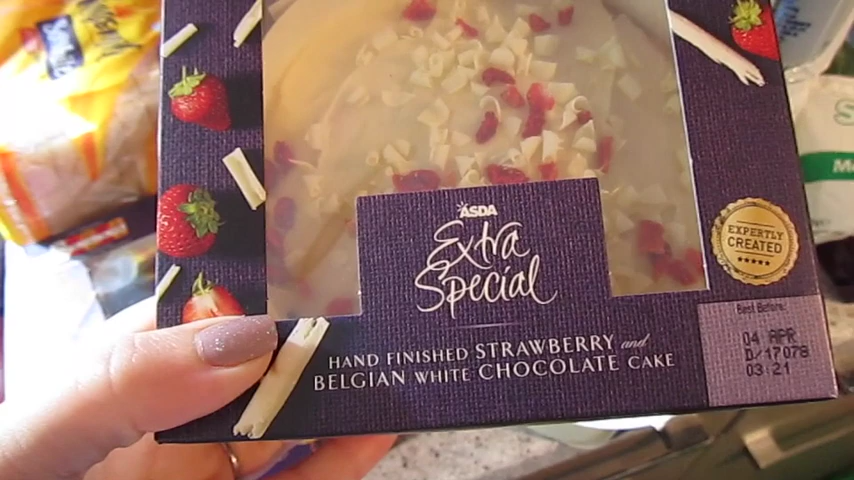 ASDA
Extra
Special
HAND FINISHED STRAWBERRY and
BELGIAN WHITE CHOCOLATE CAKE
EXPERTLY
CREATED
Best Before:
04 APR
D/17078
03:21